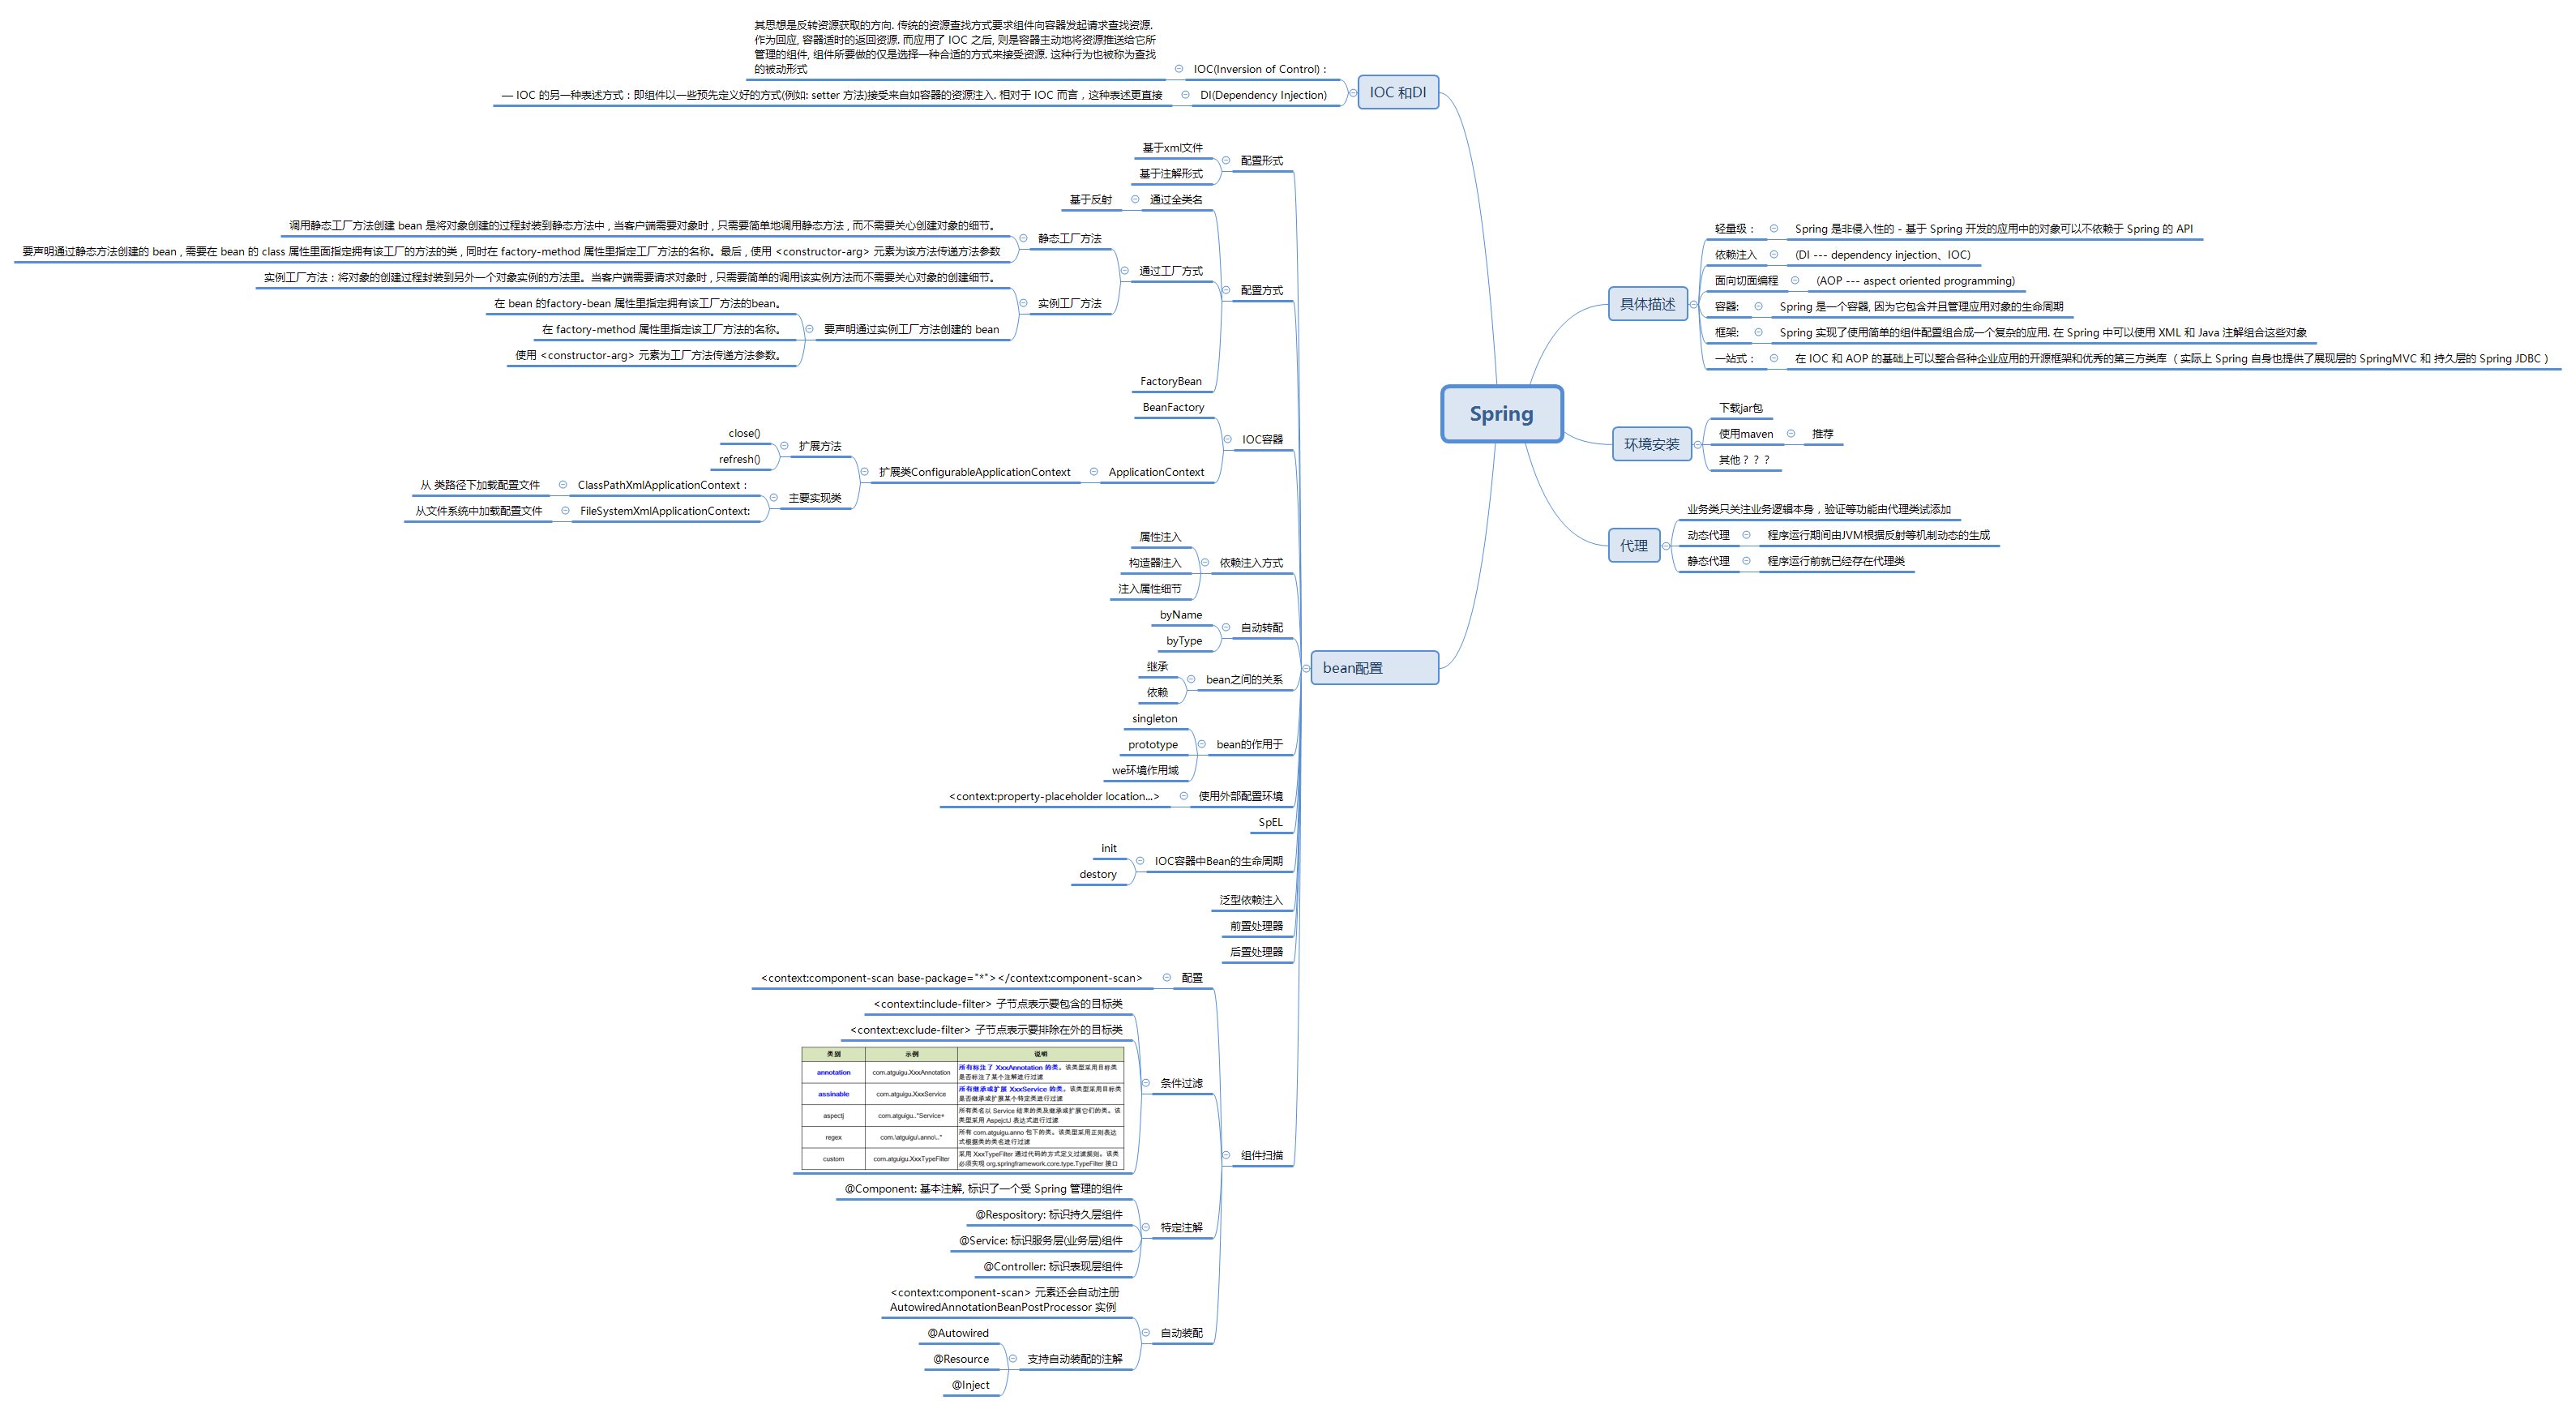 Spring
具体描述
轻量级：
Spring 是非侵入性的 - 基于 Spring 开发的应用中的对象可以不依赖于 Spring 的 API
依赖注入
(DI --- dependency injection、IOC)
面向切面编程
(AOP --- aspect oriented programming)
容器:
Spring 是一个容器, 因为它包含并且管理应用对象的生命周期
框架:
Spring 实现了使用简单的组件配置组合成一个复杂的应用. 在 Spring 中可以使用 XML 和 Java 注解组合这些对象
一站式：
在 IOC 和 AOP 的基础上可以整合各种企业应用的开源框架和优秀的第三方类库 （实际上 Spring 自身也提供了展现层的 SpringMVC 和 持久层的 Spring JDBC）
环境安装
下载jar包
使用maven
推荐
其他？？？
代理
业务类只关注业务逻辑本身，验证等功能由代理类试添加
动态代理
程序运行期间由JVM根据反射等机制动态的生成
静态代理
程序运行前就已经存在代理类
IOC 和DI
IOC(Inversion of Control)：
其思想是反转资源获取的方向. 传统的资源查找方式要求组件向容器发起请求查找资源.
作为回应, 容器适时的返回资源. 而应用了 IOC 之后, 则是容器主动地将资源推送给它所
管理的组件, 组件所要做的仅是选择一种合适的方式来接受资源. 这种行为也被称为查找
的被动形式
DI(Dependency Injection)
— IOC 的另一种表述方式：即组件以一些预先定义好的方式(例如: setter 方法)接受来自如容器的资源注入. 相对于 IOC 而言，这种表述更直接
bean配置
配置形式
基于xml文件
基于注解形式
配置方式
通过全类名
基于反射
通过工厂方式
静态工厂方法
调用静态工厂方法创建 bean 是将对象创建的过程封装到静态方法中，当客户端需要对象时，只需要简单地调用静态方法，而不需要关心创建对象的细节。
要声明通过静态方法创建的 bean，需要在 bean 的 class 属性里面指定拥有该工厂的方法的类，同时在 factory-method 属性里指定工厂方法的名称。最后，使用 <constructor-arg> 元素为该方法传递方法参数
实例工厂方法
实例工厂方法：将对象的创建过程封装到另外一个对象实例的方法里。当客户端需要请求对象时，只需要简单的调用该实例方法而不需要关心对象的创建细节。
要声明通过实例工厂方法创建的 bean
在 bean 的factory-bean 属性里指定拥有该工厂方法的bean。
在 factory-method 属性里指定该工厂方法的名称。
使用 <constructor-arg> 元素为工厂方法传递方法参数。
FactoryBean
IOC容器
BeanFactory
ApplicationContext
扩展类ConfigurableApplicationContext
扩展方法
close()
refresh()
主要实现类
ClassPathXmlApplicationContext：
从 类路径下加载配置文件
FileSystemXmlApplicationContext:
从文件系统中加载配置文件
依赖注入方式
属性注入
构造器注入
注入属性细节
自动转配
byName
byType
bean之间的关系
继承
依赖
bean的作用于
singleton
prototype
we环境作用域
使用外部配置环境
<context:property-placeholder location...>
SpEL
IOC容器中Bean的生命周期
init
destory
泛型依赖注入
前置处理器
后置处理器
组件扫描
配置
<context:component-scan base-package="*"></context:component-scan>
条件过滤
<context:include-filter> 子节点表示要包含的目标类
<context:exclude-filter> 子节点表示要排除在外的目标类
类别 示例 说明
annotation com.atguigu.XxxAnnotation 所有标注了 XxxAnnotation 的类。该类型采用目标类
是否标注了某个注解进行过滤
assinable com.atguigu.XxxService 所有继承或扩展 XxxService 的类。该类型采用目标类
是否继承或扩展某个特定类进行过滤
aspectj com.atguigu..*Service+ 所有类名以 Service 结束的类及继承或扩展它们的类。该
类型采用 AspejctJ 表达式进行过滤
regex com.\atguigu\.anno\..* 所有 com.atguigu.anno 包下的类。该类型采用正则表达
式根据类的类名进行过滤
custom com.atguigu.XxxTypeFilter 采用 XxxTypeFilter 通过代码的方式定义过滤规则。该类
必须实现 org.springframework.core.type.TypeFilter 接口
特定注解
@Component: 基本注解, 标识了一个受 Spring 管理的组件
@Respository: 标识持久层组件
@Service: 标识服务层(业务层)组件
@Controller: 标识表现层组件
自动装配
<context:component-scan> 元素还会自动注册
AutowiredAnnotationBeanPostProcessor 实例
支持自动装配的注解
@Autowired
@Resource
@Inject